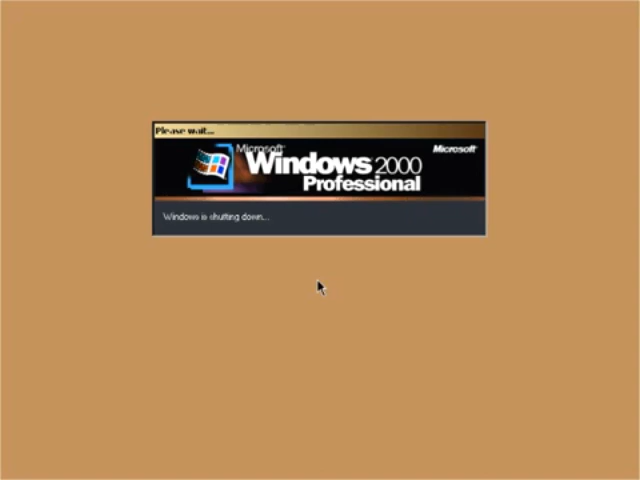 Please wait...
Microsoft
Microsoft
Windows 2000
Professional
Windows is shutting down...